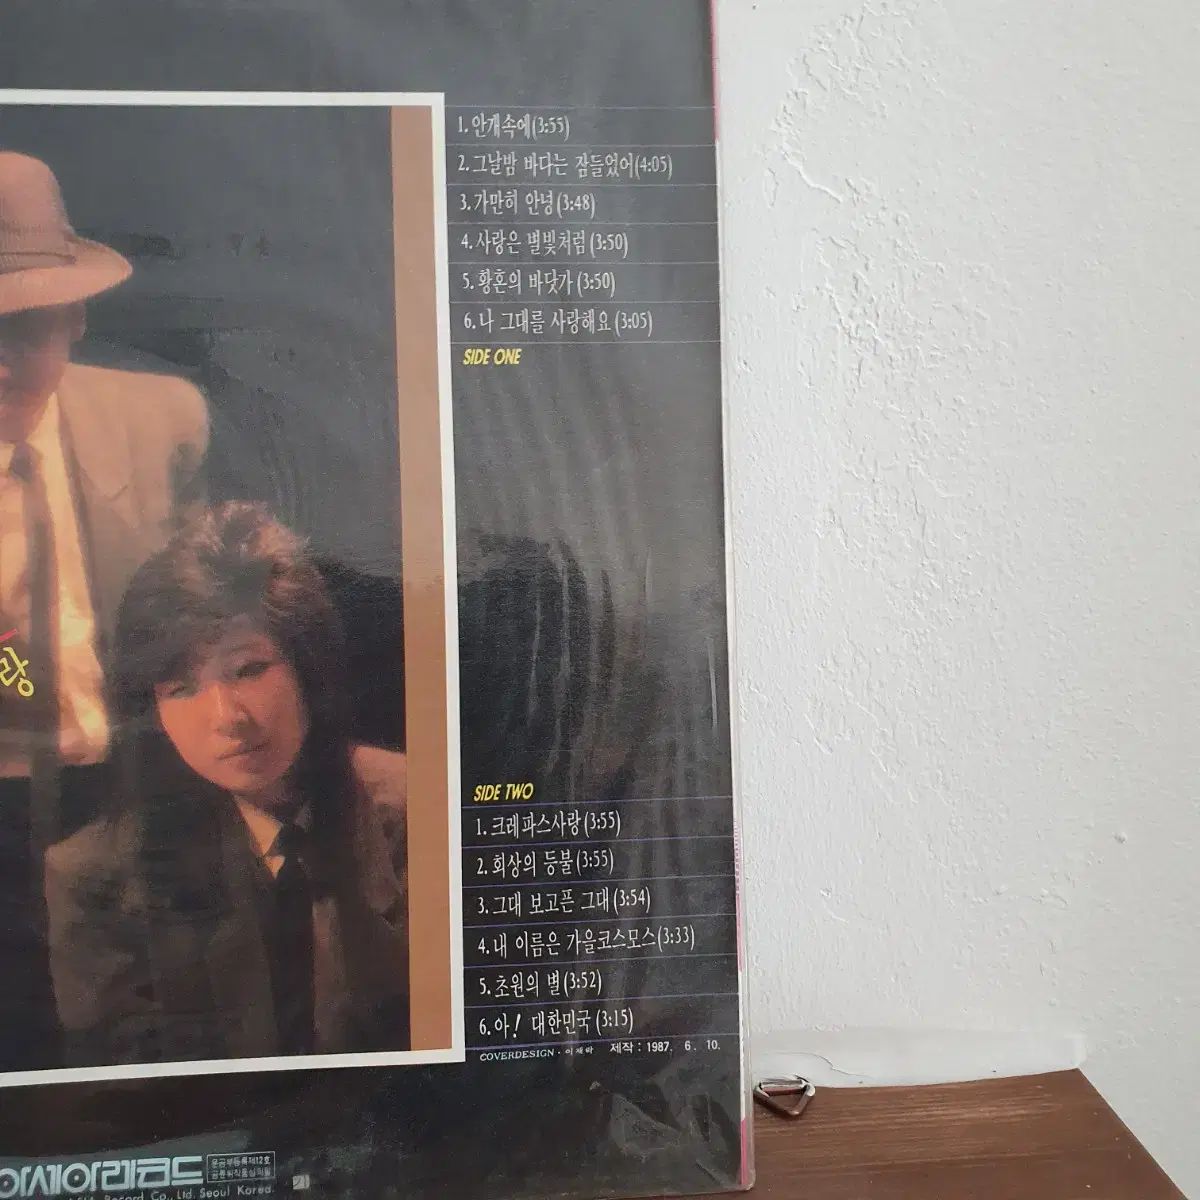 1. 안개속에(3:55)
2. 그날밤 바다는 잠들었어(4:05)
3. 가만히 안녕(3:48)
4. 사랑은 별빛처럼(3:50)
5. 황혼의 바닷가(3:50)
6. 나 그대를 사랑해요(3:05)
SIDE ONE
랑
SIDE TWO
1. 크레파스사랑(3:55)
2. 회상의 등불(3:55)
3. 그대 보고픈 그대(3:54)
4. 내 이름은 가을코스모스(3:33)
5. 초원의 별(3:52)
6. 아! 대한민국(3:15)
COVERDESIGN · 이재락 제작 : 1987. 6. 10.
아세아레코드
Record Co., Ltd. Seoul Korea.